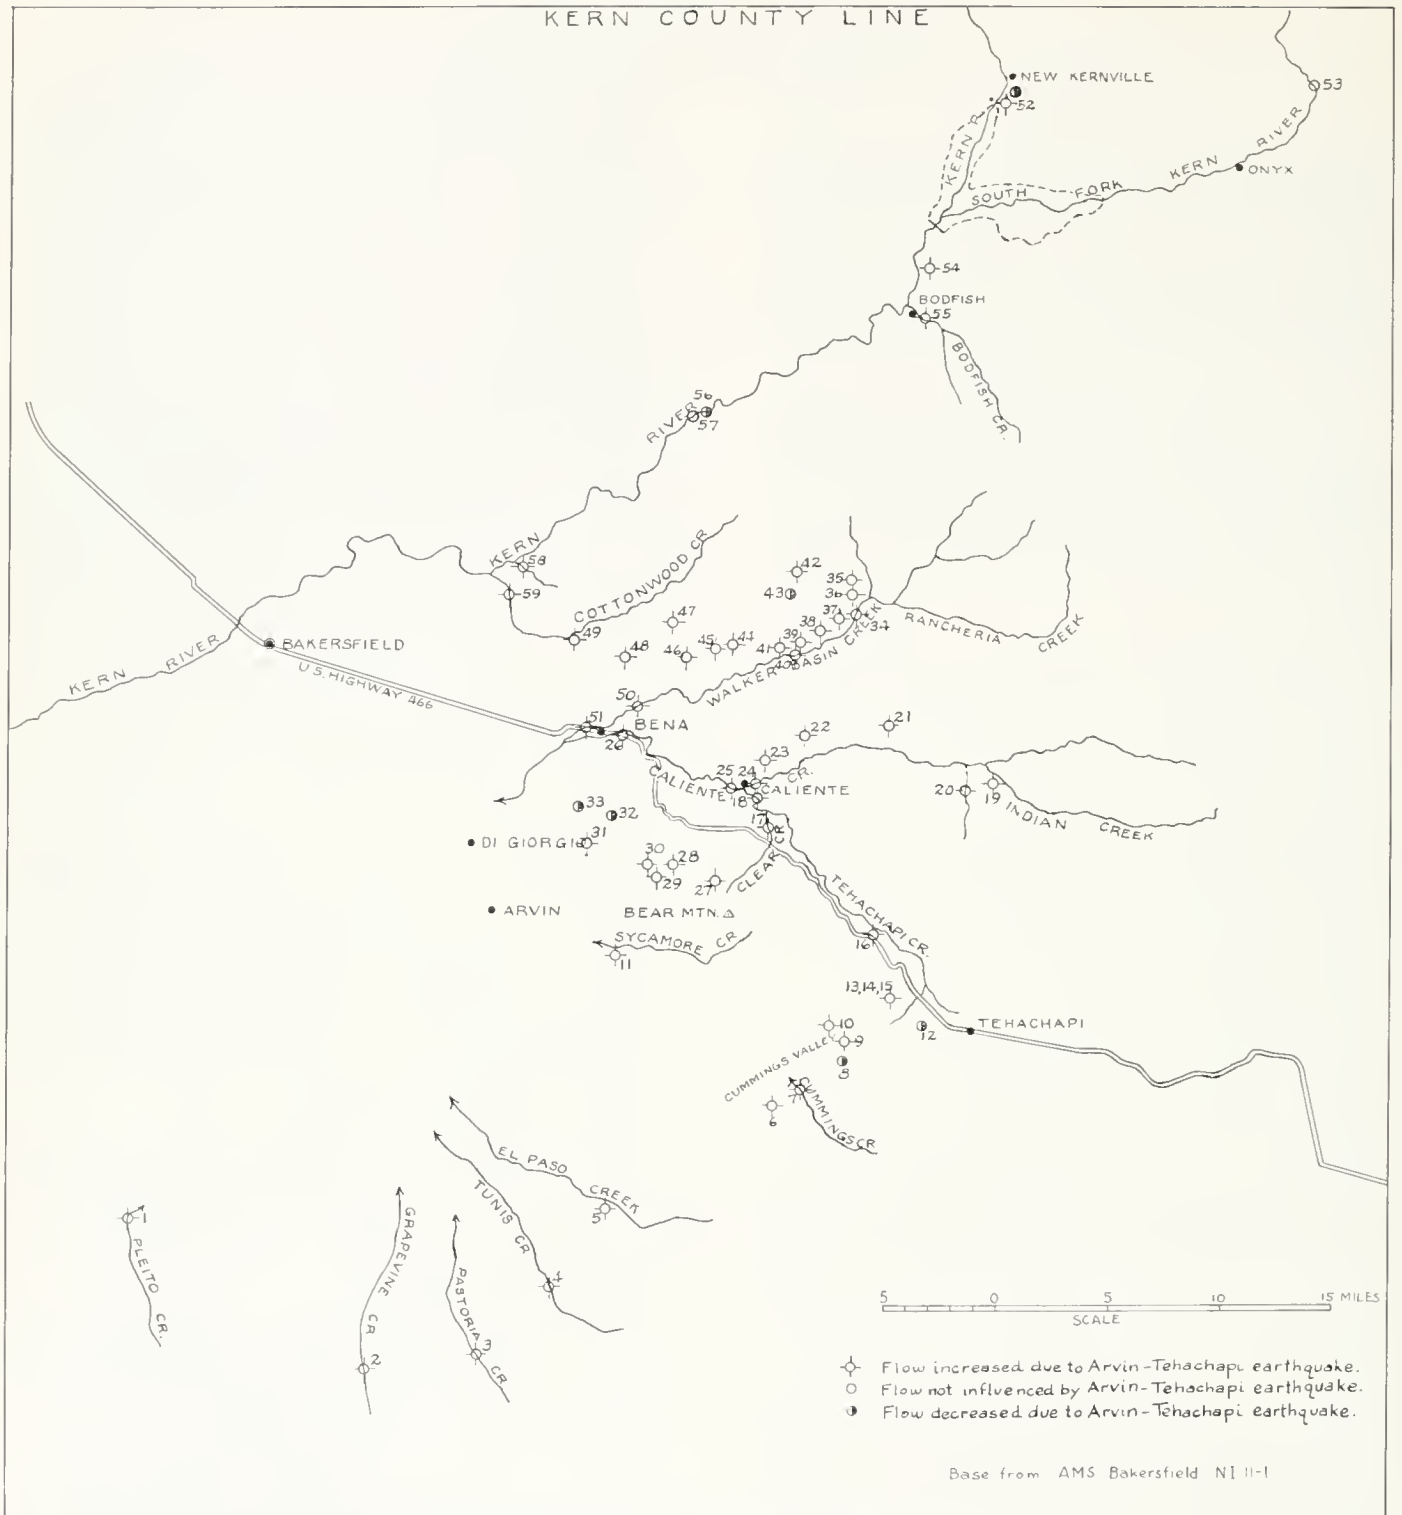 KERN COUNTY LINE
NEW KERNVILLE
53
52
KERN R.
KERN RIVER
ONYX
SOUTH FORK
54
BODFISH
55
BODFISH CR.
56
57
RIVER
KERN
58
59
COTTONWOOD CR
42
43
35
36
37
34
RANCHERIA
CREEK
47
38
39
49
48
46
45
44
41
40
WALKER BASIN CREEK
BAKERSFIELD
KERN RIVER
U.S. HIGHWAY 466
50
51
BENA
26
22
21
23
25 24
CALIENTE CR.
CALIENTE
18
20
19
INDIAN CREEK
33
32
17
DI GIORGIO
31
30
28
29
27
CLEAR CR
TEHACHAPI CR.
ARVIN
BEAR MTN.
SYCAMORE CR
11
16
13,14,15
10
12
TEHACHAPI
9
8
CUMMINGS VALLEY
7
6
CUMMINGS CR
EL PASO
CREEK
5
TUNIS CR
4
1
PLEITO CR.
GRAPEVINE CR
2
PASTORIA CR
3
5 0 5 10 15 MILES
SCALE
Flow increased due to Arvin-Tehachapi earthquake.
Flow not influenced by Arvin-Tehachapi earthquake.
Flow decreased due to Arvin-Tehachapi earthquake.
Base from AMS Bakersfield NI 11-1